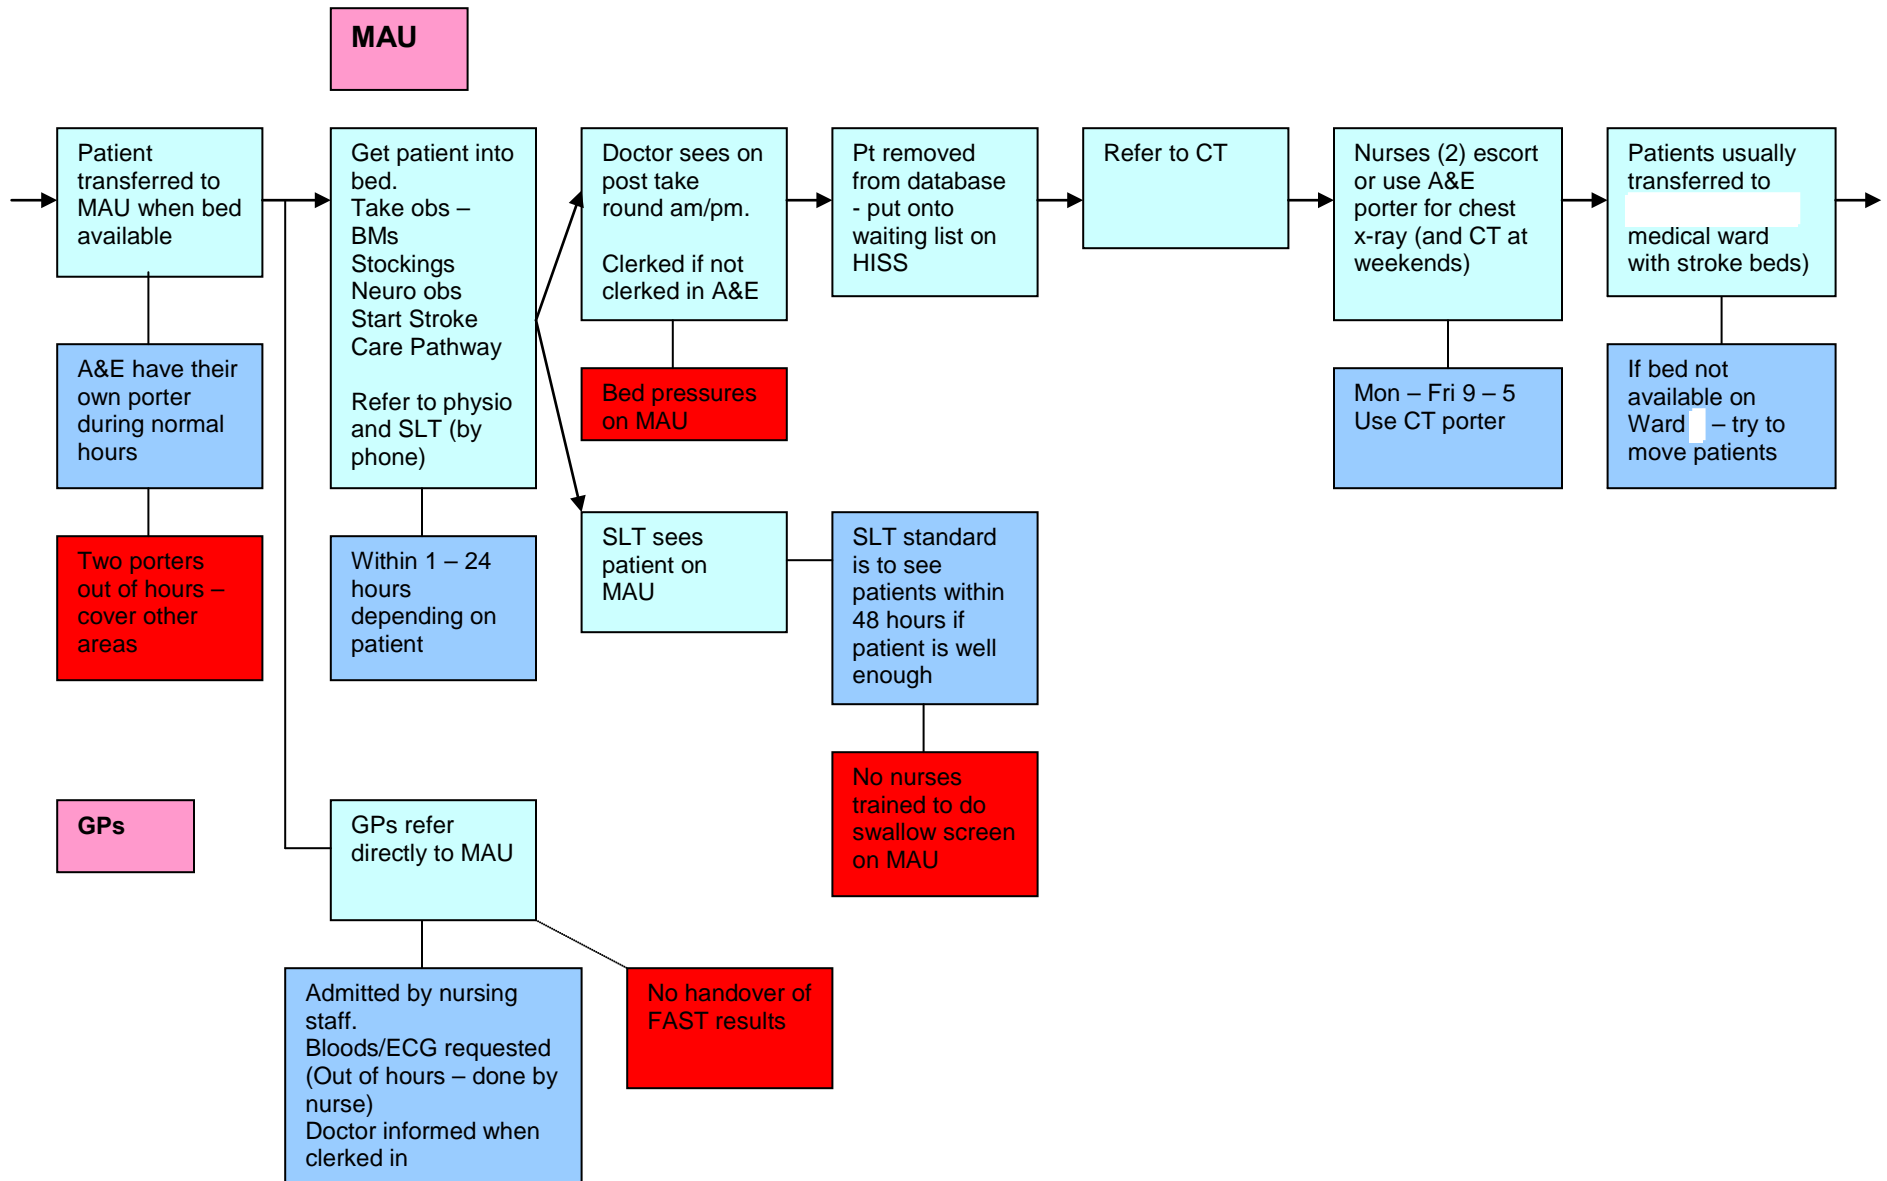 MAU
Patient
transferred to
MAU when bed
available
Get patient into
bed.
Take obs –
BMs
Stockings
Neuro obs
Start Stroke
Care Pathway
Refer to physio
and SLT (by
phone)
Doctor sees on
post take
round am/pm.
Clerked if not
clerked in A&E
Pt removed
from database
- put onto
waiting list on
HISS
Refer to CT
Nurses (2) escort
or use A&E
porter for chest
x-ray (and CT at
weekends)
Patients usually
transferred to
medical ward
with stroke beds)
A&E have their
own porter
during normal
hours
Bed pressures
on MAU
Mon – Fri 9 – 5
Use CT porter
If bed not
available on
Ward – try to
move patients
Two porters
out of hours –
cover other
areas
Within 1 – 24
hours
depending on
patient
SLT sees
patient on
MAU
SLT standard
is to see
patients within
48 hours if
patient is well
enough
No nurses
trained to do
swallow screen
on MAU
GPs
GPs refer
directly to MAU
Admitted by nursing
staff.
Bloods/ECG requested
(Out of hours – done by
nurse)
Doctor informed when
clerked in
No handover of
FAST results